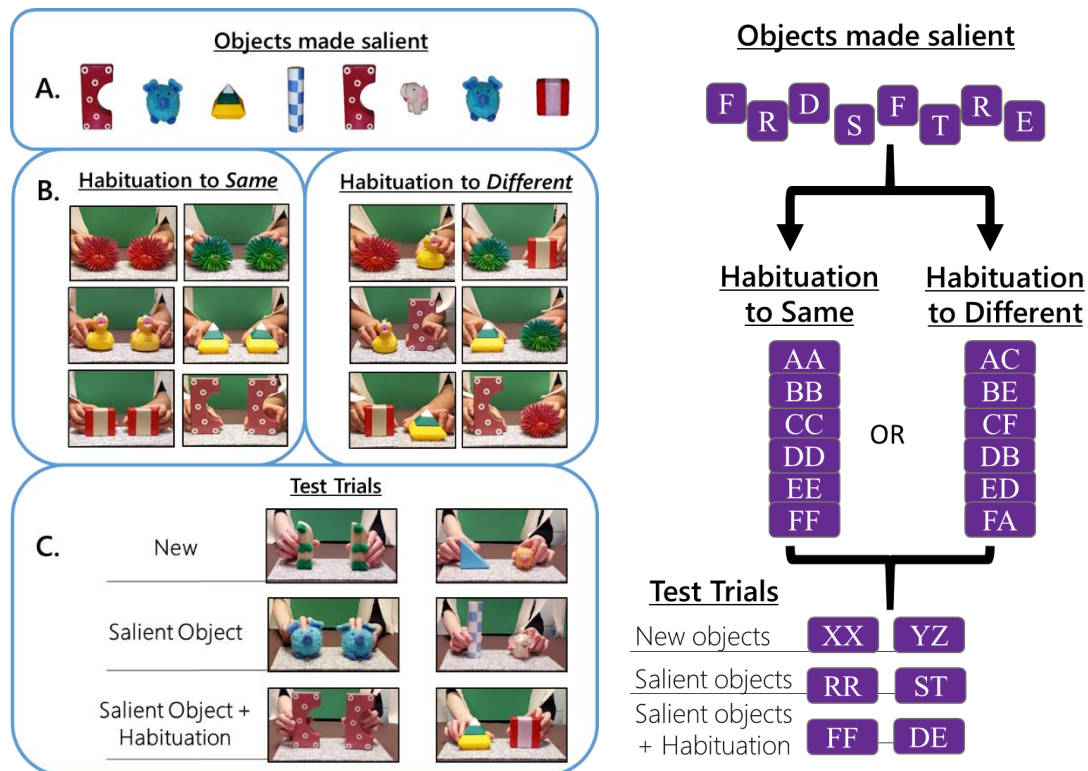 Objects made salient
A.
B.
Habituation to Same
Habituation to Different
Test Trials
C.
New
Salient Object
Salient Object +
Habituation
Objects made salient
F R D S F T R E
Habituation
to Same
Habituation
to Different
AA
BB
CC
DD
EE
FF
OR
AC
BE
CF
DB
ED
FA
Test Trials
New objects XX YZ
Salient objects RR ST
Salient objects
+ Habituation FF DE